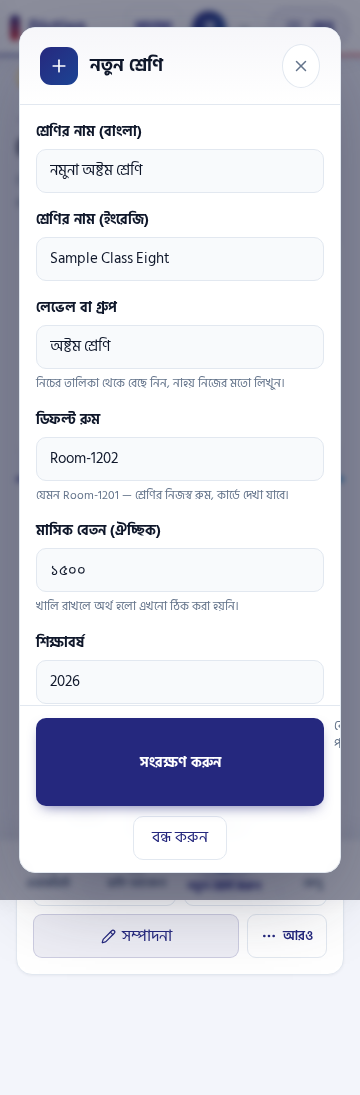 নতুন শ্রেণি
শ্রেণির নাম (বাংলা)
নমুনা অষ্টম শ্রেণি
শ্রেণির নাম (ইংরেজি)
Sample Class Eight
লেভেল বা গ্রুপ
অষ্টম শ্রেণি
নিচের তালিকা থেকে বেছে নিন, নাহয় নিজের মতো লিখুন।
ডিফল্ট রুম
Room-1202
যেমন Room-1201 — শ্রেণির নিজস্ব রুম, কার্ডে দেখা যাবে।
মাসিক বেতন (ঐচ্ছিক)
১৫০০
খালি রাখলে অর্থ হলো এখনো ঠিক করা হয়নি।
শিক্ষাবর্ষ
2026
সংরক্ষণ করুন
বন্ধ করুন
সম্পাদনা
আরও